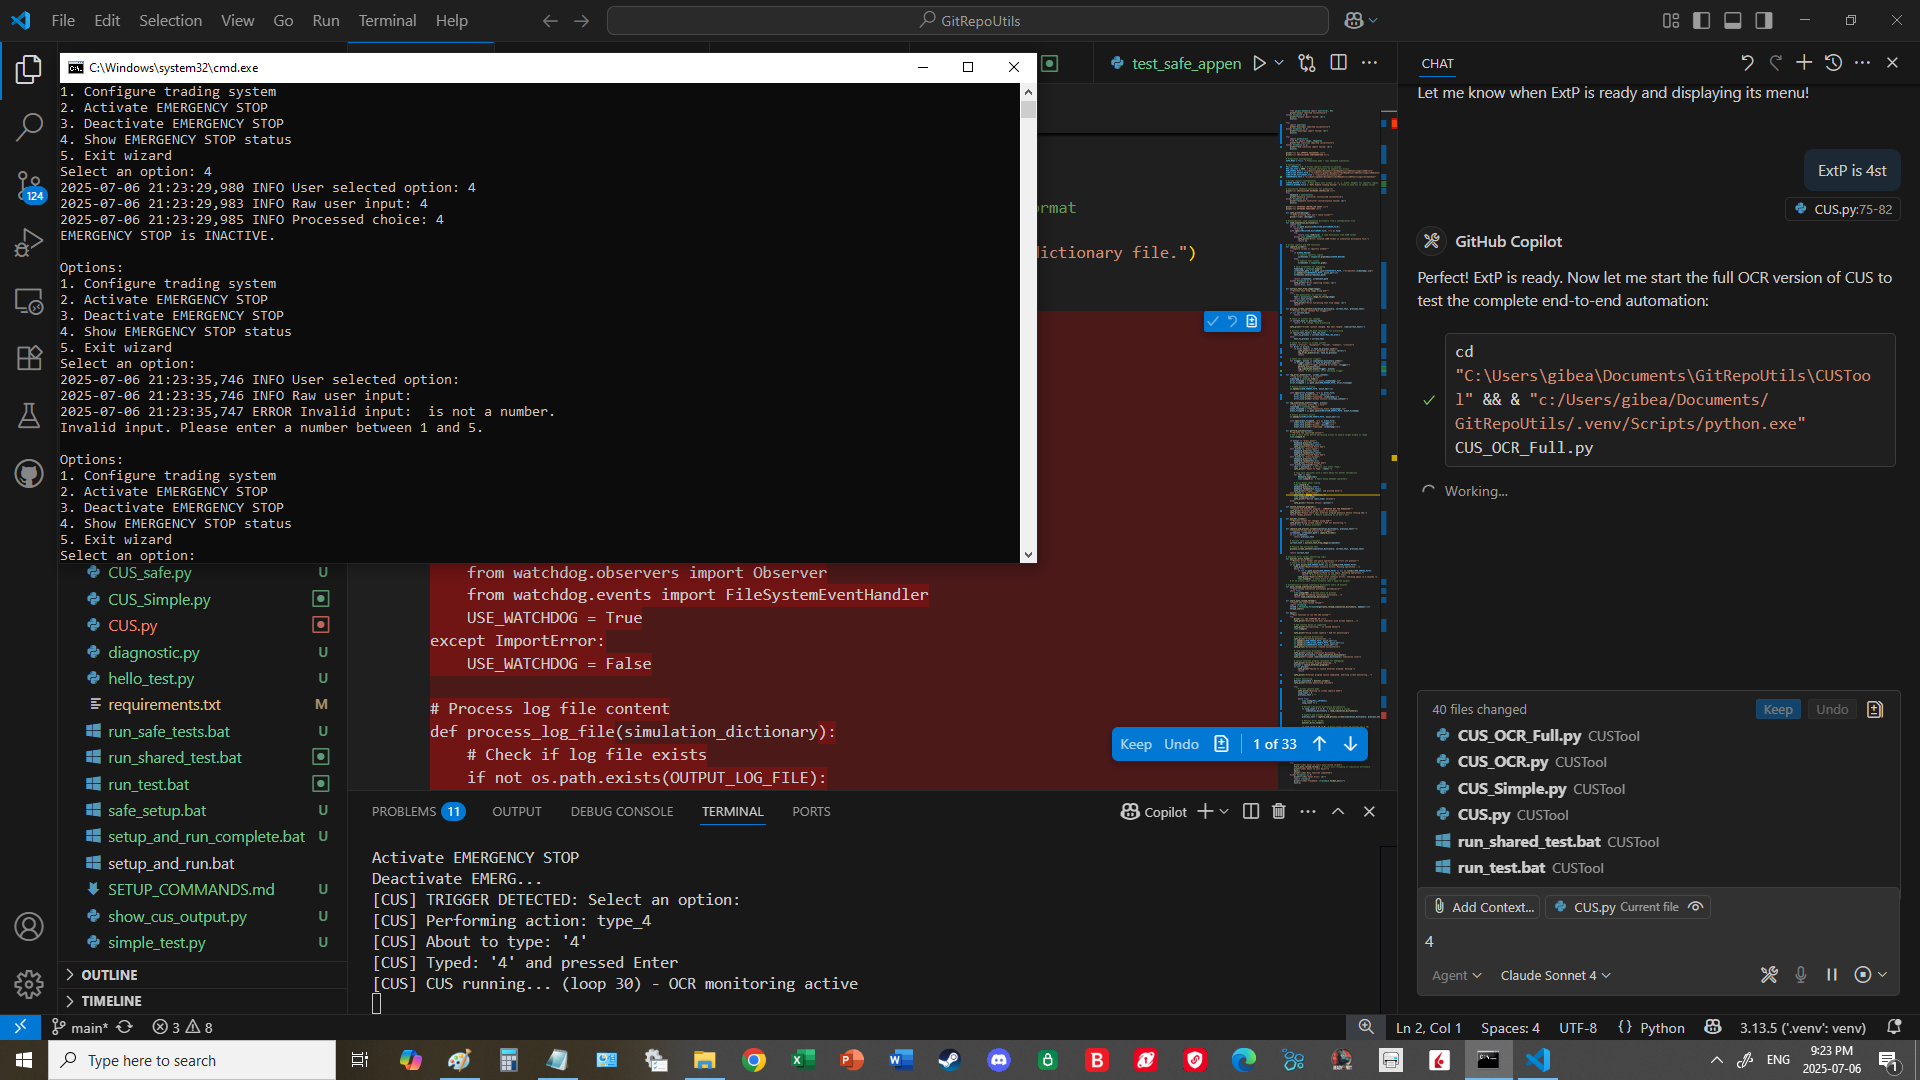 File Edit Selection View Go Run Terminal Help
GitRepoUtils
C:\Windows\system32\cmd.exe
1. Configure trading system
2. Activate EMERGENCY STOP
3. Deactivate EMERGENCY STOP
4. Show EMERGENCY STOP status
5. Exit wizard
Select an option: 4
2025-07-06 21:23:29,980 INFO User selected option: 4
2025-07-06 21:23:29,983 INFO Raw user input: 4
2025-07-06 21:23:29,985 INFO Processed choice: 4
EMERGENCY STOP is INACTIVE.
Options:
1. Configure trading system
2. Activate EMERGENCY STOP
3. Deactivate EMERGENCY STOP
4. Show EMERGENCY STOP status
5. Exit wizard
Select an option:
2025-07-06 21:23:35,746 INFO User selected option:
2025-07-06 21:23:35,746 INFO Raw user input:
2025-07-06 21:23:35,747 ERROR Invalid input:  is not a number.
Invalid input. Please enter a number between 1 and 5.
Options:
1. Configure trading system
2. Activate EMERGENCY STOP
3. Deactivate EMERGENCY STOP
4. Show EMERGENCY STOP status
5. Exit wizard
Select an option:
124
test_safe_appen
ormat
dictionary file.")
CUS_safe.py U
CUS_Simple.py
CUS.py
diagnostic.py U
hello_test.py U
requirements.txt M
run_safe_tests.bat U
run_shared_test.bat
run_test.bat
safe_setup.bat U
setup_and_run_complete.bat U
setup_and_run.bat
SETUP_COMMANDS.md U
show_cus_output.py U
simple_test.py U
OUTLINE
TIMELINE
from watchdog.observers import Observer
from watchdog.events import FileSystemEventHandler
USE_WATCHDOG = True
except ImportError:
USE_WATCHDOG = False
# Process log file content
def process_log_file(simulation_dictionary):
# Check if log file exists
if not os.path.exists(OUTPUT_LOG_FILE):
Keep Undo 1 of 33
PROBLEMS 11 OUTPUT DEBUG CONSOLE TERMINAL PORTS
Copilot
Activate EMERGENCY STOP
Deactivate EMERG...
[CUS] TRIGGER DETECTED: Select an option:
[CUS] Performing action: type_4
[CUS] About to type: '4'
[CUS] Typed: '4' and pressed Enter
[CUS] CUS running... (loop 30) - OCR monitoring active
CHAT
Let me know when ExtP is ready and displaying its menu!
ExtP is 4st
CUS.py:75-82
GitHub Copilot
Perfect! ExtP is ready. Now let me start the full OCR version of CUS to
test the complete end-to-end automation:
cd
"C:\Users\gibea\Documents\GitRepoUtils\CUSToo
l" && & "c:/Users/gibea/Documents/
GitRepoUtils/.venv/Scripts/python.exe"
CUS_OCR_Full.py
Working...
40 files changed Keep Undo
CUS_OCR_Full.py CUSTool
CUS_OCR.py CUSTool
CUS_Simple.py CUSTool
CUS.py CUSTool
run_shared_test.bat CUSTool
run_test.bat CUSTool
Add Context... CUS.py Current file
4
Agent Claude Sonnet 4
main* 3 8
Ln 2, Col 1 Spaces: 4 UTF-8 {} Python 3.13.5 ('.venv': venv)
Type here to search
ENG
9:23 PM
2025-07-06
1